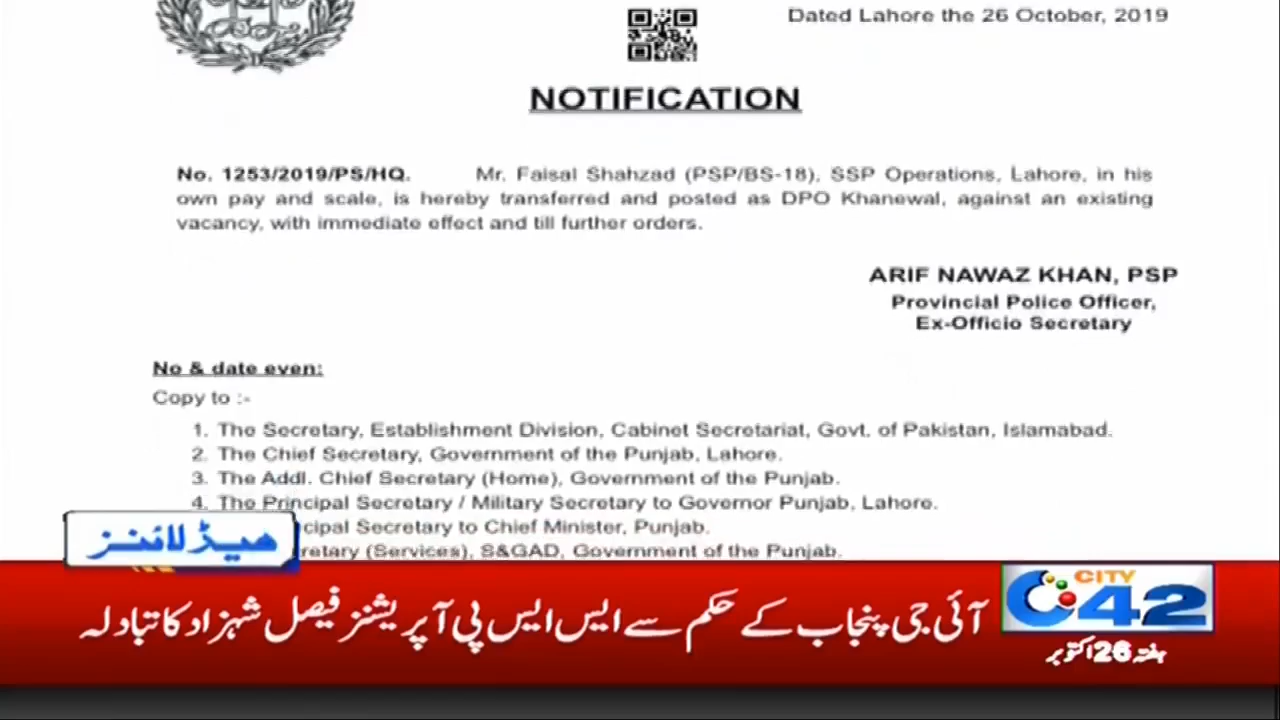 Dated Lahore the 26 October, 2019
NOTIFICATION
No. 1253/2019/PS/HQ. Mr. Faisal Shahzad (PSP/BS-18), SSP Operations, Lahore, in his
own pay and scale, is hereby transferred and posted as DPO Khanewal, against an existing
vacancy, with immediate effect and till further orders.
ARIF NAWAZ KHAN, PSP
Provincial Police Officer,
Ex-Officio Secretary
No & date even:
Copy to :-
1. The Secretary, Establishment Division, Cabinet Secretariat, Govt. of Pakistan, Islamabad.
2. The Chief Secretary, Government of the Punjab, Lahore.
3. The Addl. Chief Secretary (Home), Government of the Punjab.
4. The Principal Secretary / Military Secretary to Governor Punjab, Lahore.
cipal Secretary to Chief Minister, Punjab.
retary (Services), S&GAD, Government of the Punjab.
ہیڈ لائنز
آئی جی پنجاب کے حکم سے ایس ایس پی آپریشنز فیصل شہزاد کا تبادلہ
CITY
42
ہفتہ 26 اکتوبر